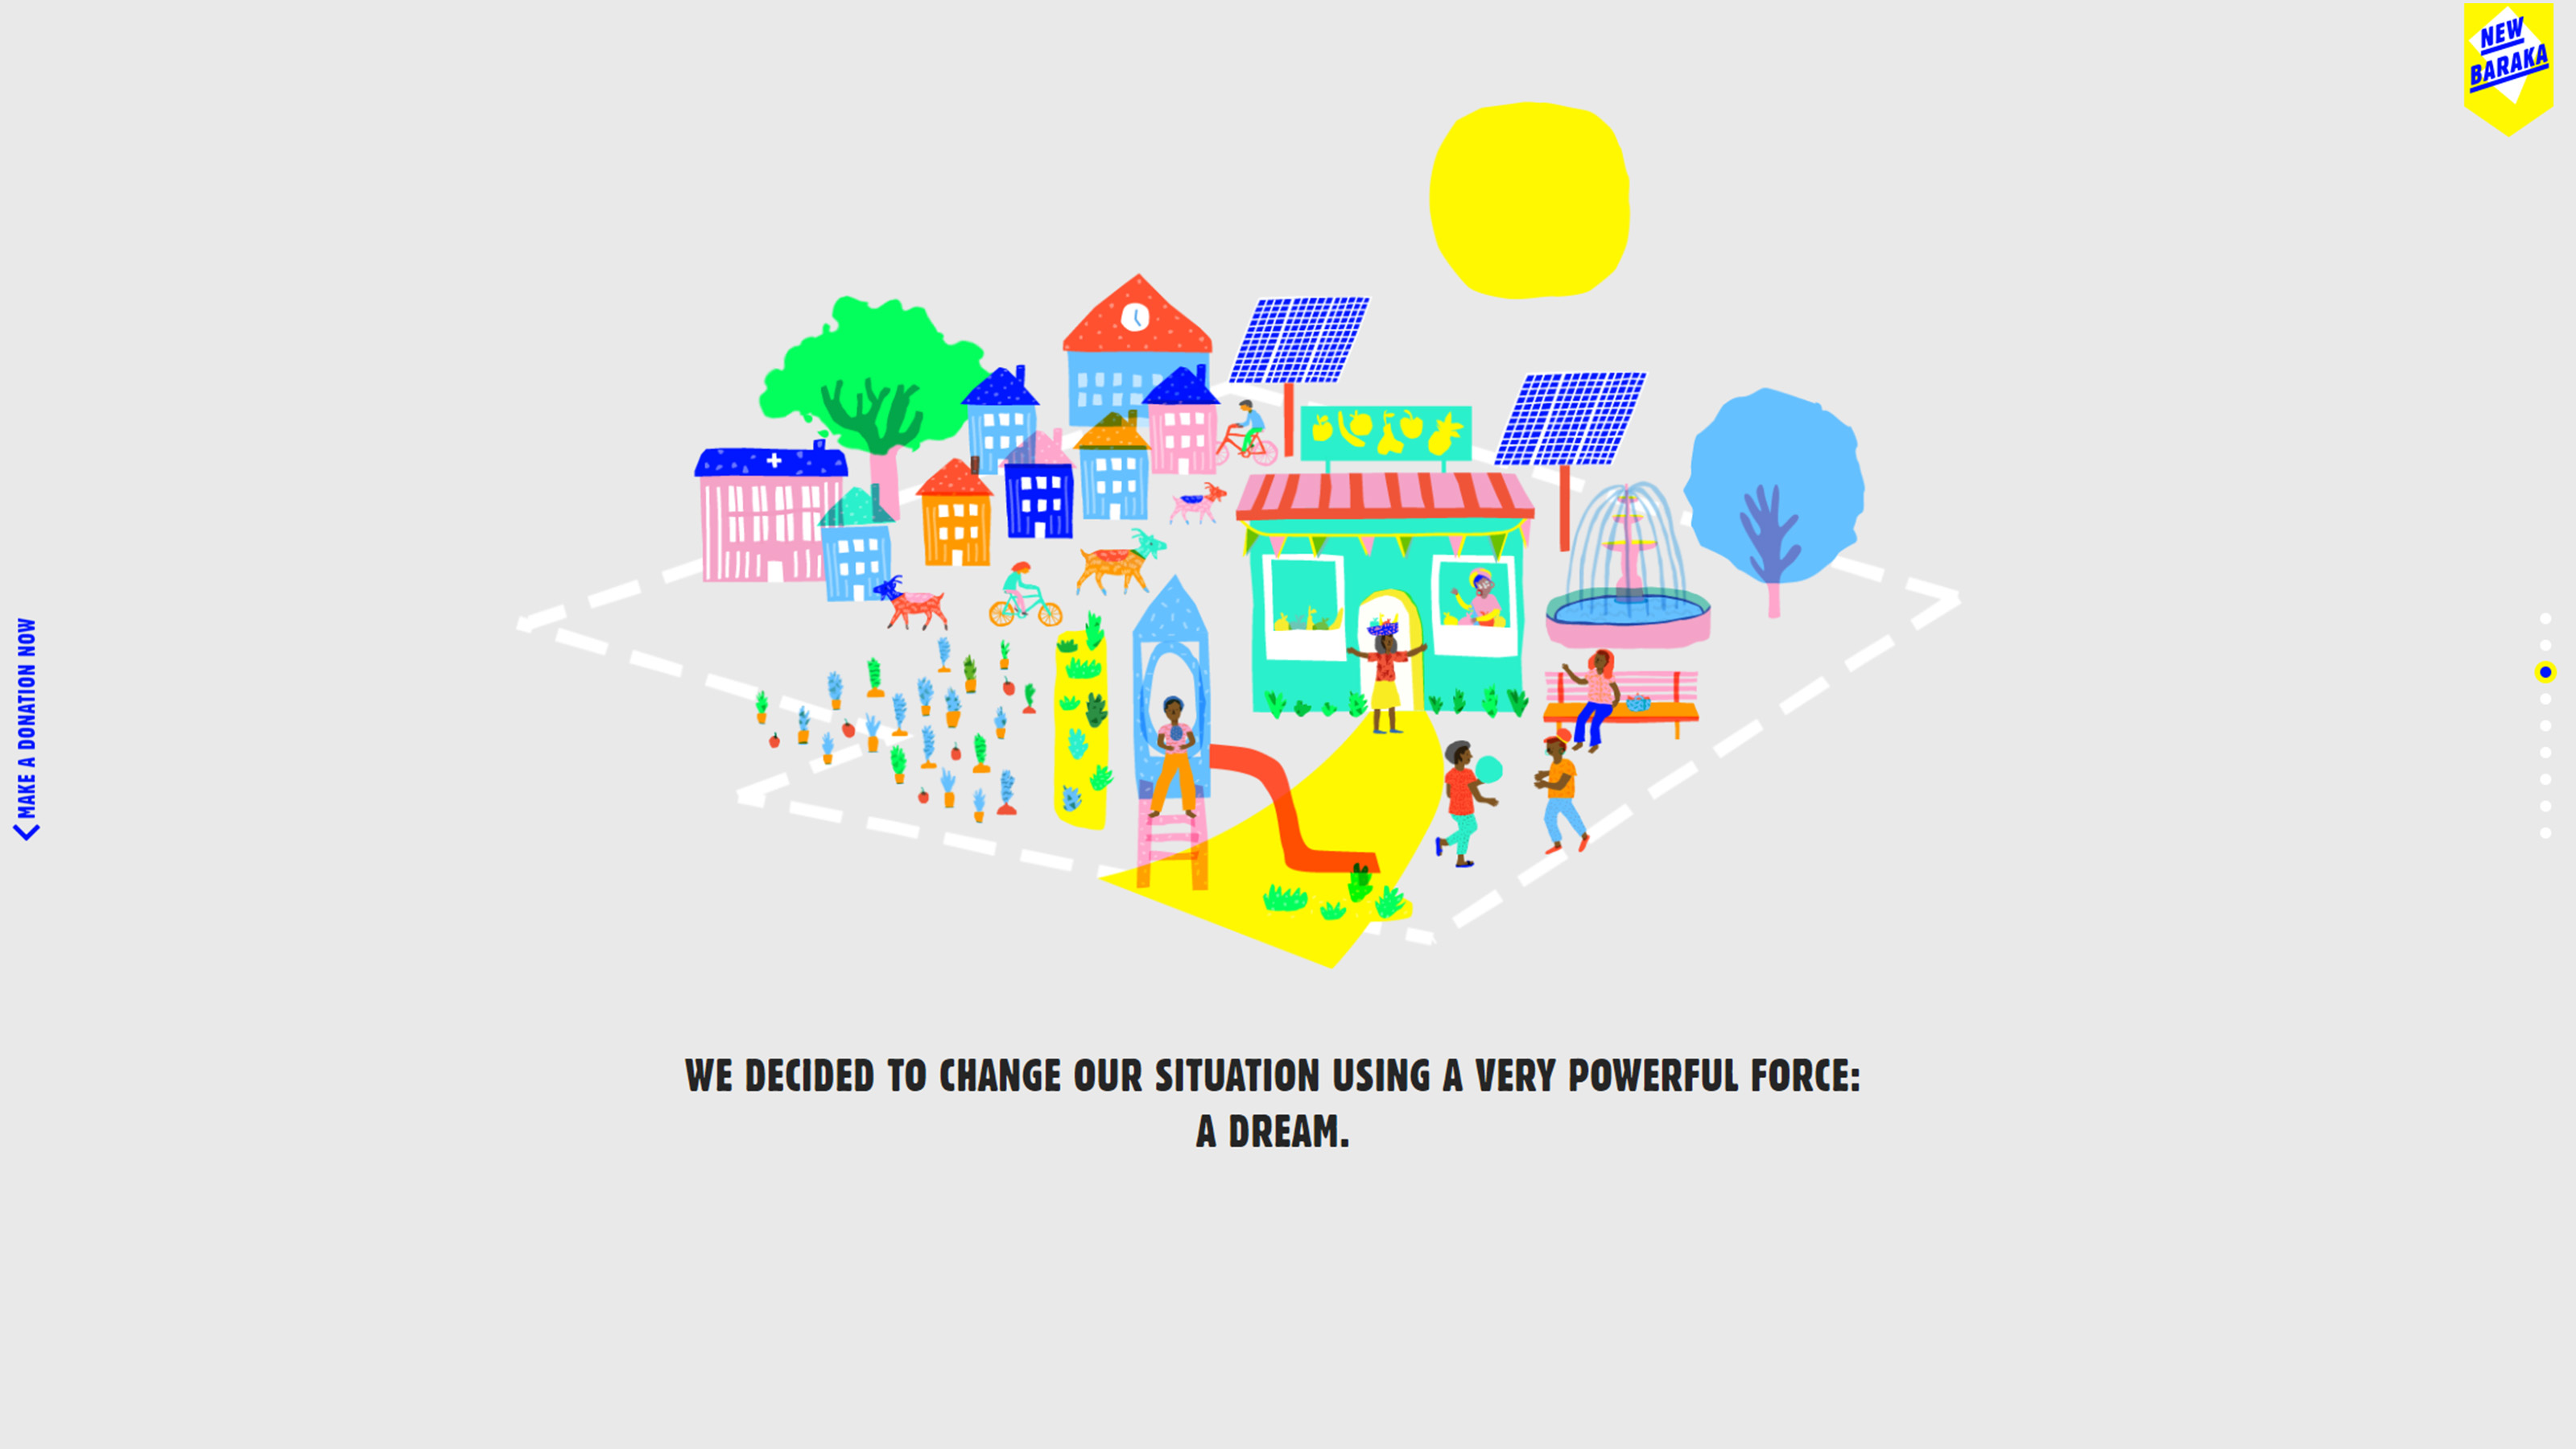 NEW
BARAKA
MAKE A DONATION NOW
WE DECIDED TO CHANGE OUR SITUATION USING A VERY POWERFUL FORCE:
A DREAM.